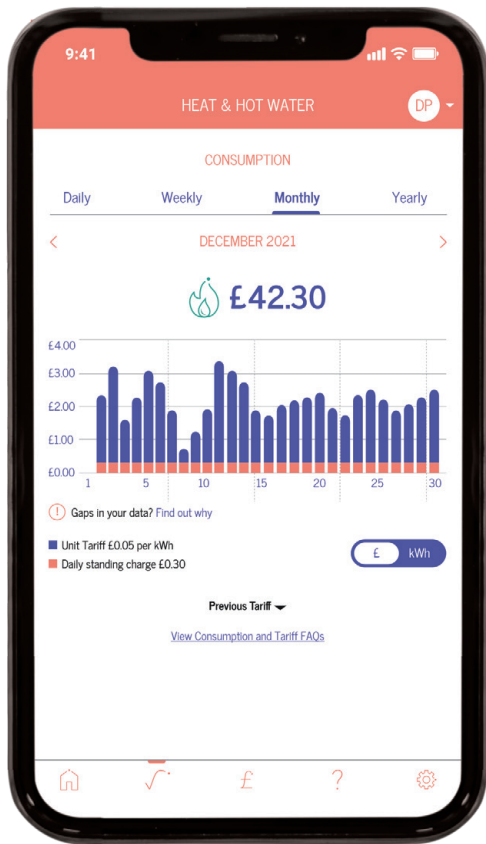 9:41
HEAT & HOT WATER
DP
CONSUMPTION
Daily Weekly Monthly Yearly
DECEMBER 2021
£42.30
£4.00
£3.00
£2.00
£1.00
£0.00
1 5 10 15 20 25 30
! Gaps in your data? Find out why
Unit Tariff £0.05 per kWh
Daily standing charge £0.30
£ kWh
Previous Tariff
View Consumption and Tariff FAQs
£ ?